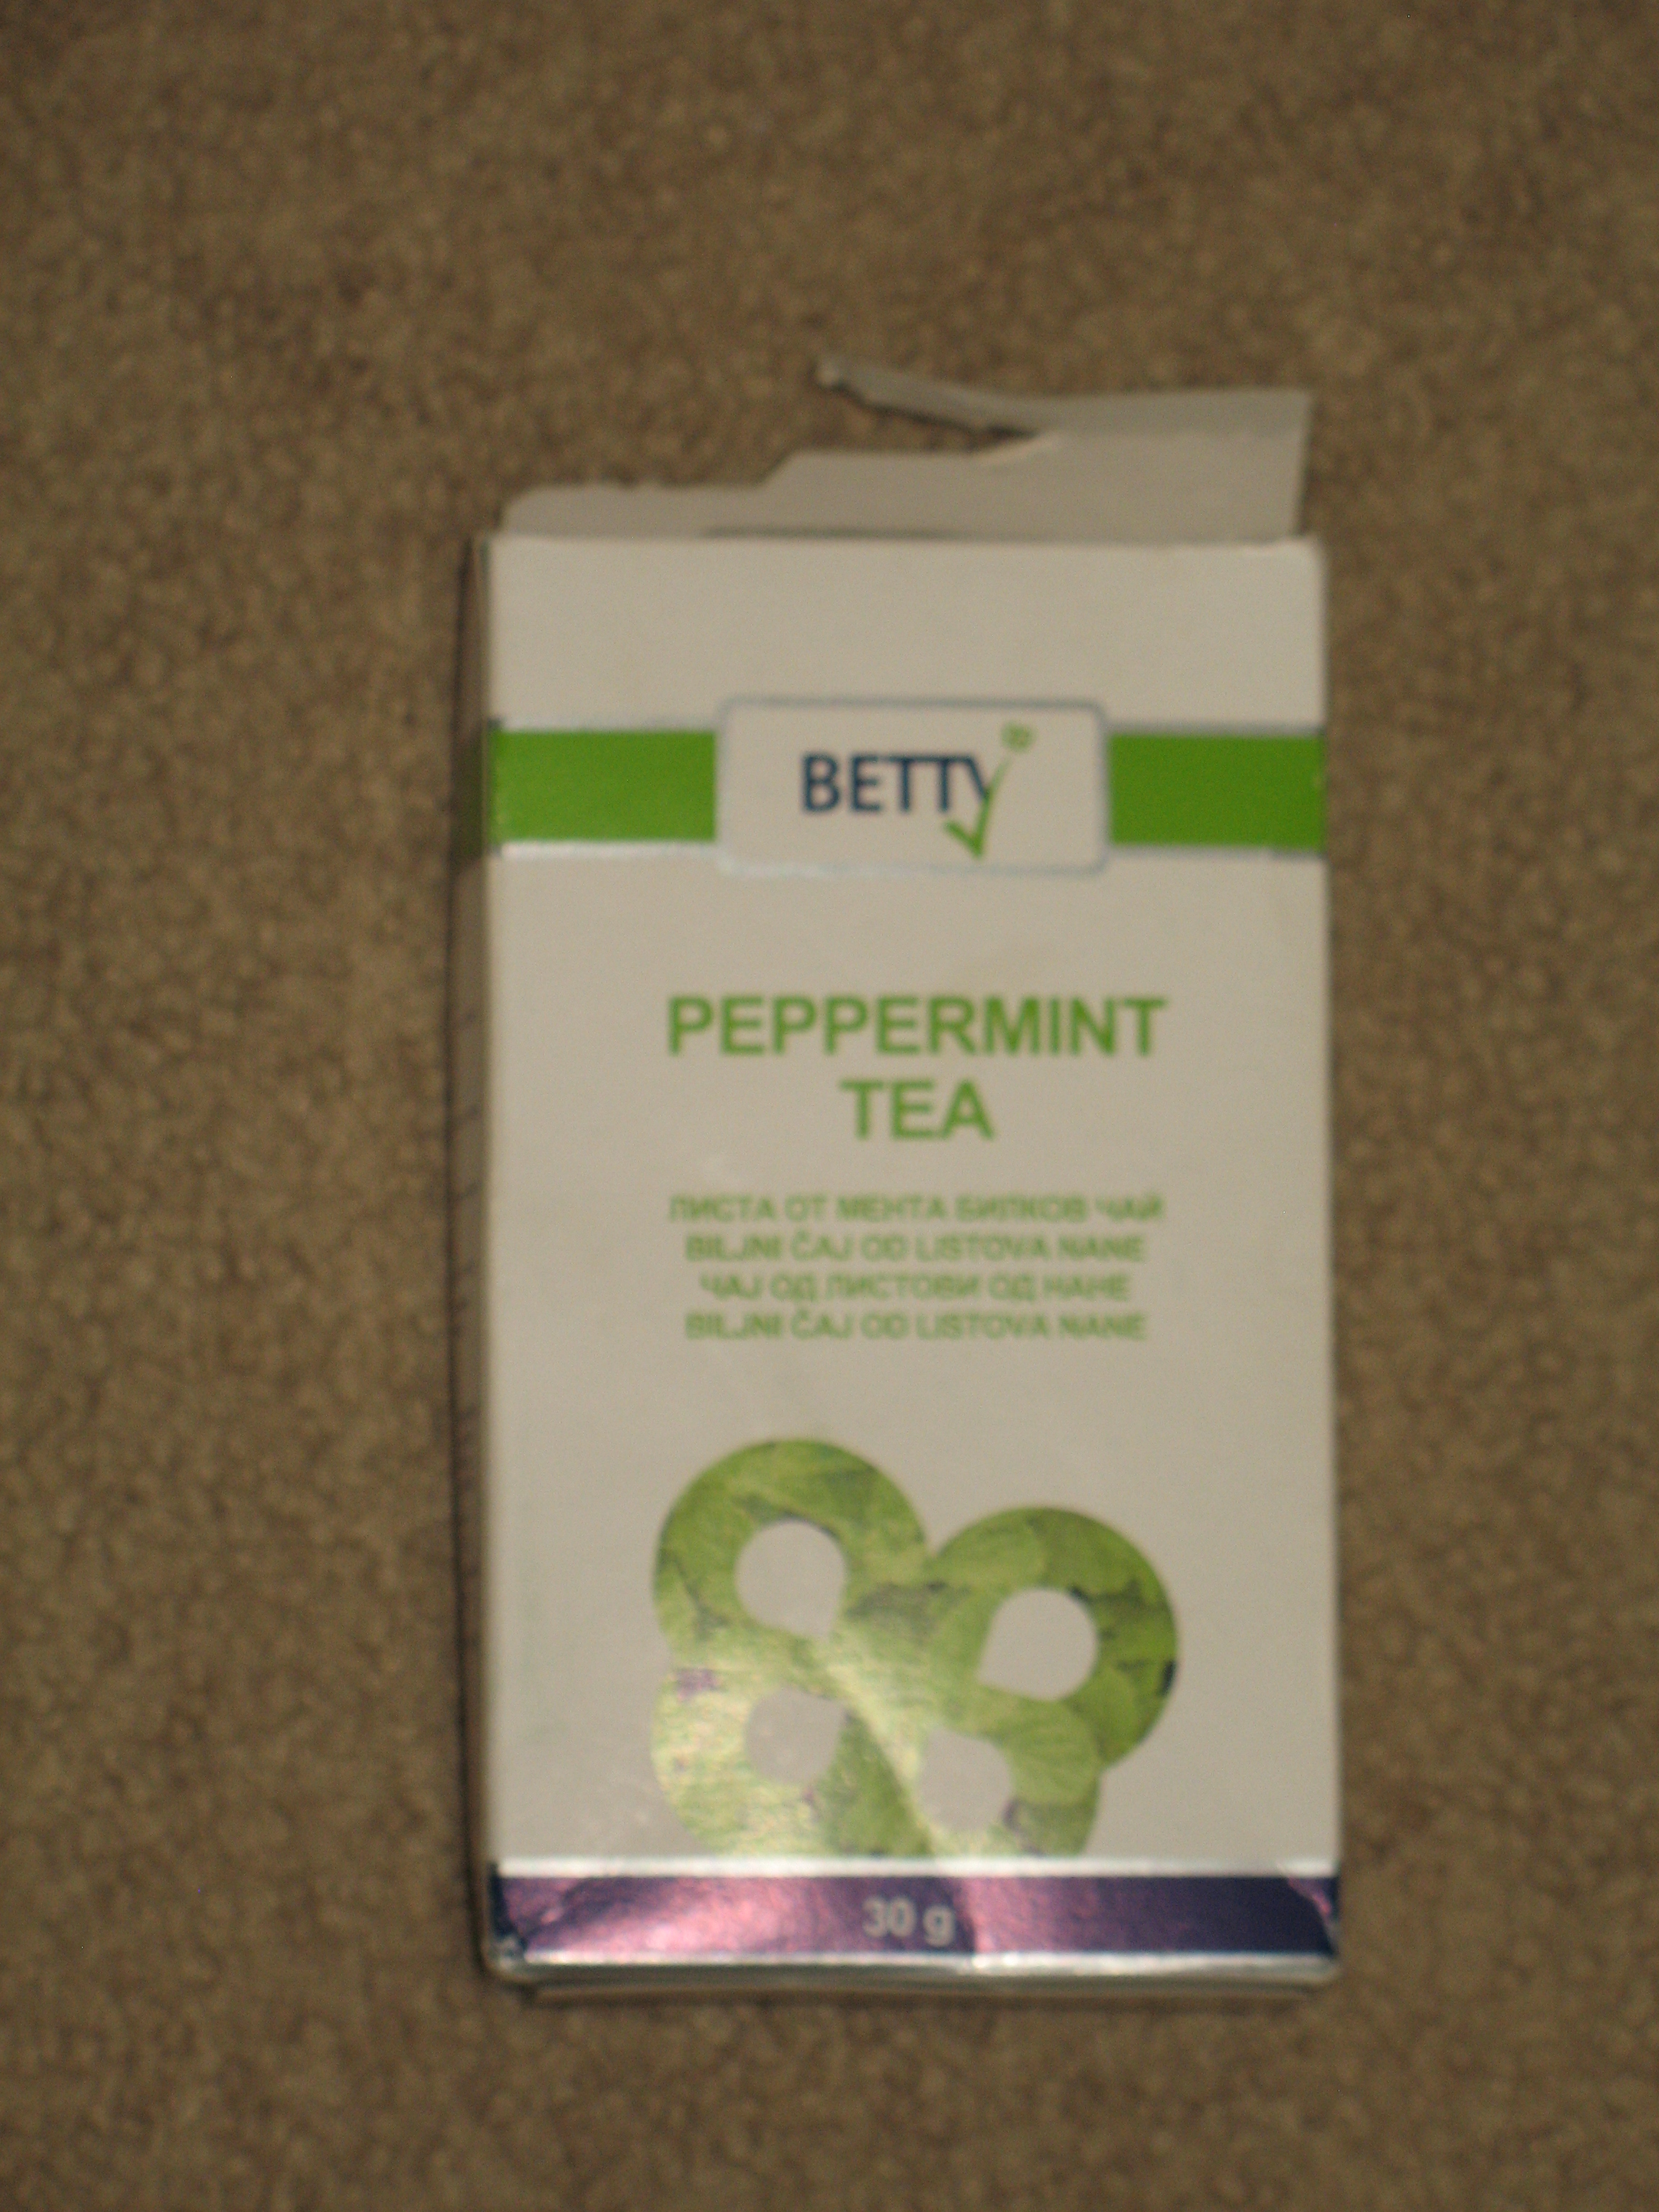 BETTY
PEPPERMINT
TEA
ЛИСТА ОТ МЕНТА БИЛКОВ ЧАЙ
BILJNI ČAJ OD LISTOVA NANE
ЧАЈ ОД ЛИСТОВИ ОД НАНЕ
BILJNI ČAJ OD LISTOVA NANE
30 g